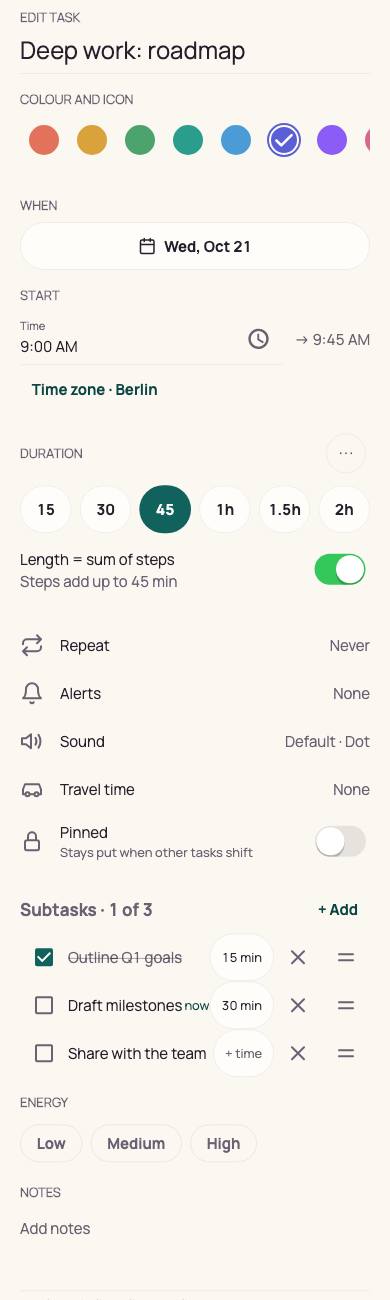 EDIT TASK
Deep work: roadmap
COLOUR AND ICON
WHEN
Wed, Oct 21
START
Time
9:00 AM
→ 9:45 AM
Time zone · Berlin
DURATION
...
15 30 45 1h 1.5h 2h
Length = sum of steps
Steps add up to 45 min
Repeat Never
Alerts None
Sound Default · Dot
Travel time None
Pinned
Stays put when other tasks shift
Subtasks · 1 of 3 + Add
Outline Q1 goals 15 min
Draft milestones now 30 min
Share with the team + time
ENERGY
Low Medium High
NOTES
Add notes